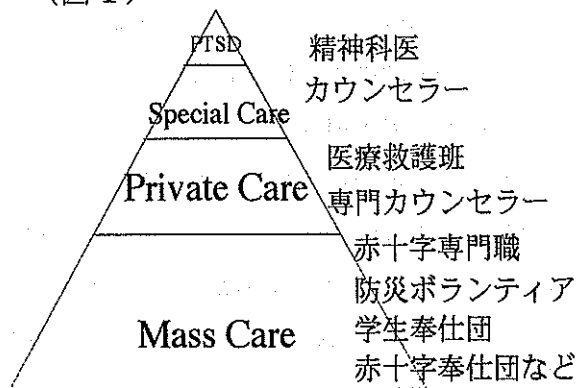 (図1)
PTSD
精神科医
カウンセラー
Special Care
医療救護班
Private Care
専門カウンセラー
赤十字専門職
防災ボランティア
Mass Care
学生奉仕団
赤十字奉仕団など